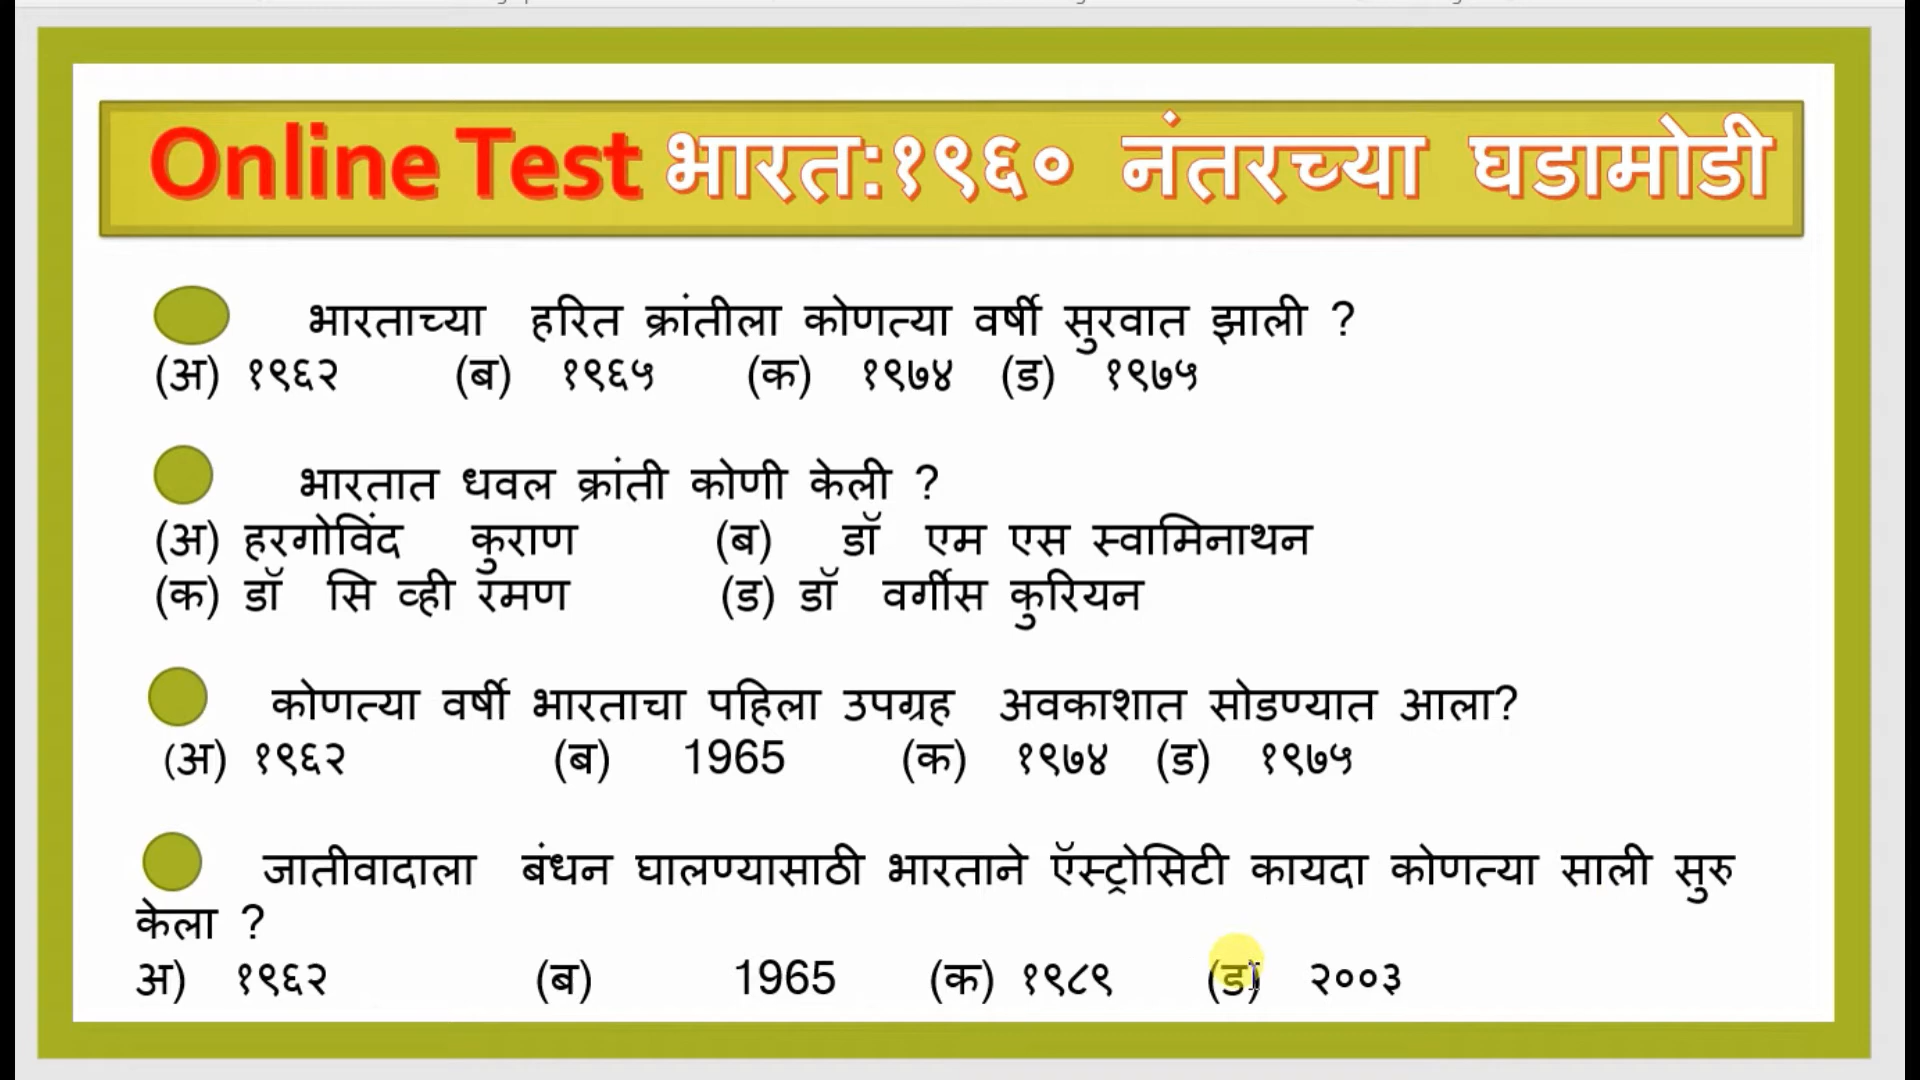 Online Test भारत:१९६० नंतरच्या घडामोडी
भारताच्या हरित क्रांतीला कोणत्या वर्षी सुरवात झाली ?
(अ) १९६२ (ब) १९६५ (क) १९७४ (ड) १९७५
भारतात धवल क्रांती कोणी केली ?
(अ) हरगोविंद कुराण (ब) डॉ एम एस स्वामिनाथन
(क) डॉ सि व्ही रमण (ड) डॉ वर्गीस कुरियन
कोणत्या वर्षी भारताचा पहिला उपग्रह अवकाशात सोडण्यात आला?
(अ) १९६२ (ब) 1965 (क) १९७४ (ड) १९७५
जातीवादाला बंधन घालण्यासाठी भारताने ऍस्ट्रोसिटी कायदा कोणत्या साली सुरु
केला ?
अ) १९६२ (ब) 1965 (क) १९८९ (ड) २००३